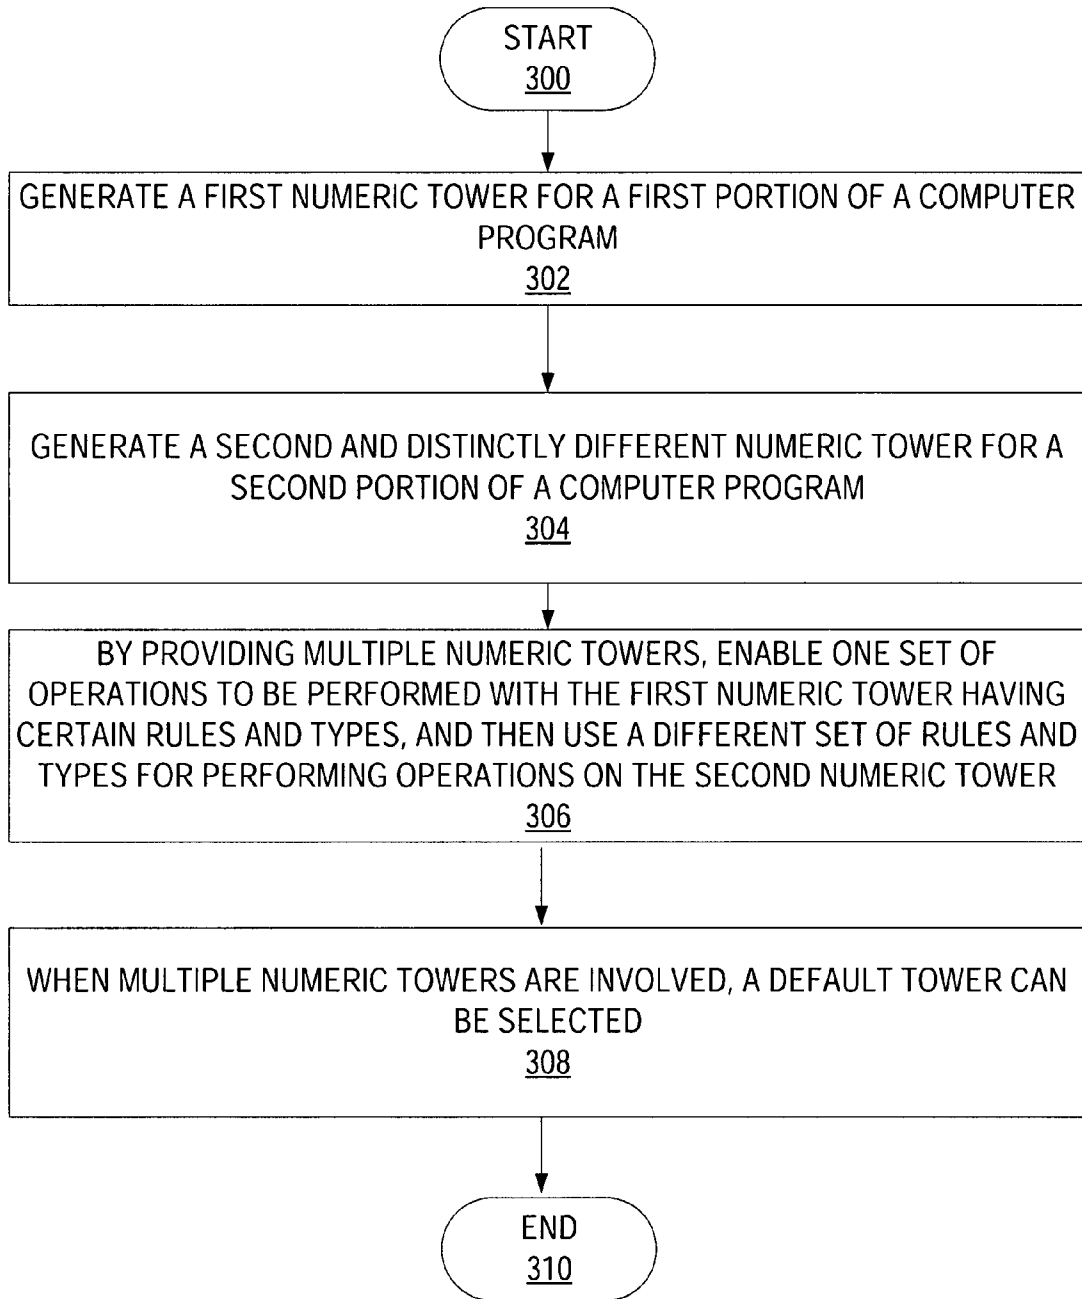 START
300
GENERATE A FIRST NUMERIC TOWER FOR A FIRST PORTION OF A COMPUTER
PROGRAM
302
GENERATE A SECOND AND DISTINCTLY DIFFERENT NUMERIC TOWER FOR A
SECOND PORTION OF A COMPUTER PROGRAM
304
BY PROVIDING MULTIPLE NUMERIC TOWERS, ENABLE ONE SET OF
OPERATIONS TO BE PERFORMED WITH THE FIRST NUMERIC TOWER HAVING
CERTAIN RULES AND TYPES, AND THEN USE A DIFFERENT SET OF RULES AND
TYPES FOR PERFORMING OPERATIONS ON THE SECOND NUMERIC TOWER
306
WHEN MULTIPLE NUMERIC TOWERS ARE INVOLVED, A DEFAULT TOWER CAN
BE SELECTED
308
END
310